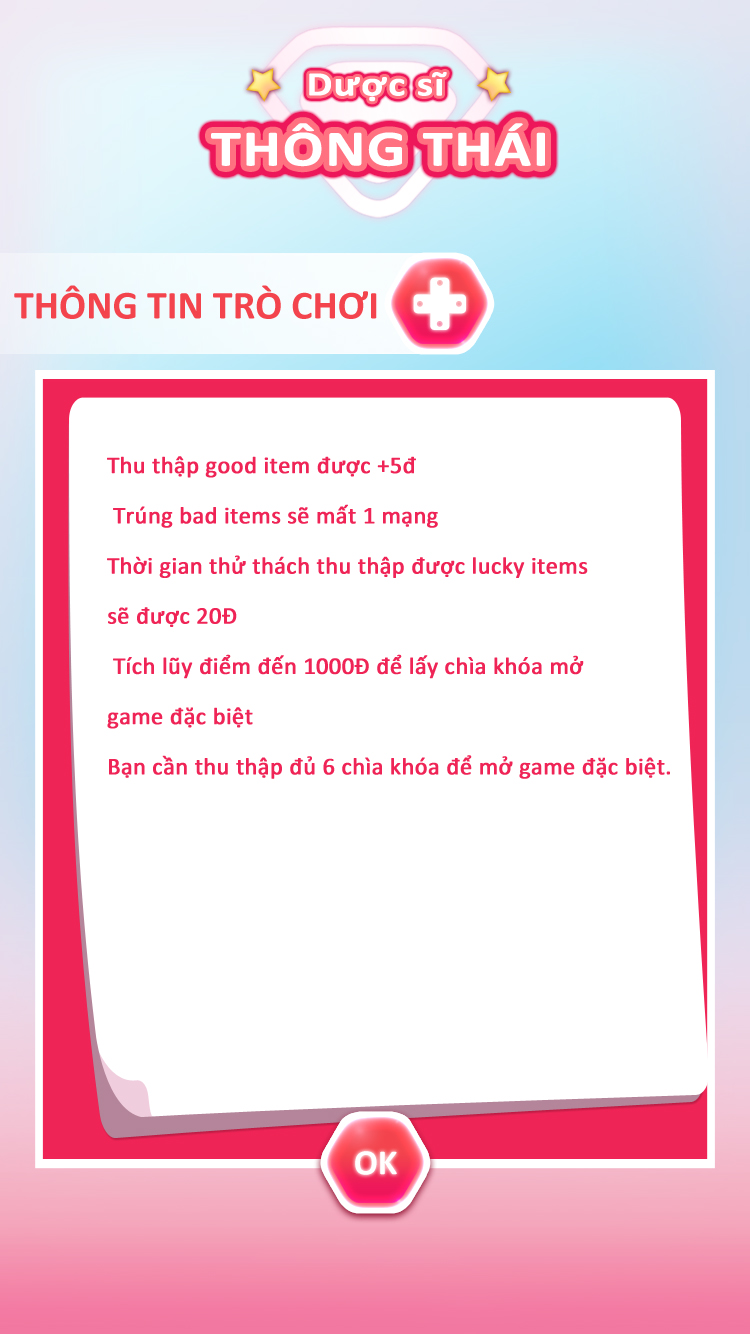 Dược sĩ
THÔNG THÁI
THÔNG TIN TRÒ CHƠI
Thu thập good item được +5đ
Trúng bad items sẽ mất 1 mạng
Thời gian thử thách thu thập được lucky items
sẽ được 20Đ
Tích lũy điểm đến 1000Đ để lấy chìa khóa mở
game đặc biệt
Bạn cần thu thập đủ 6 chìa khóa để mở game đặc biệt.
OK